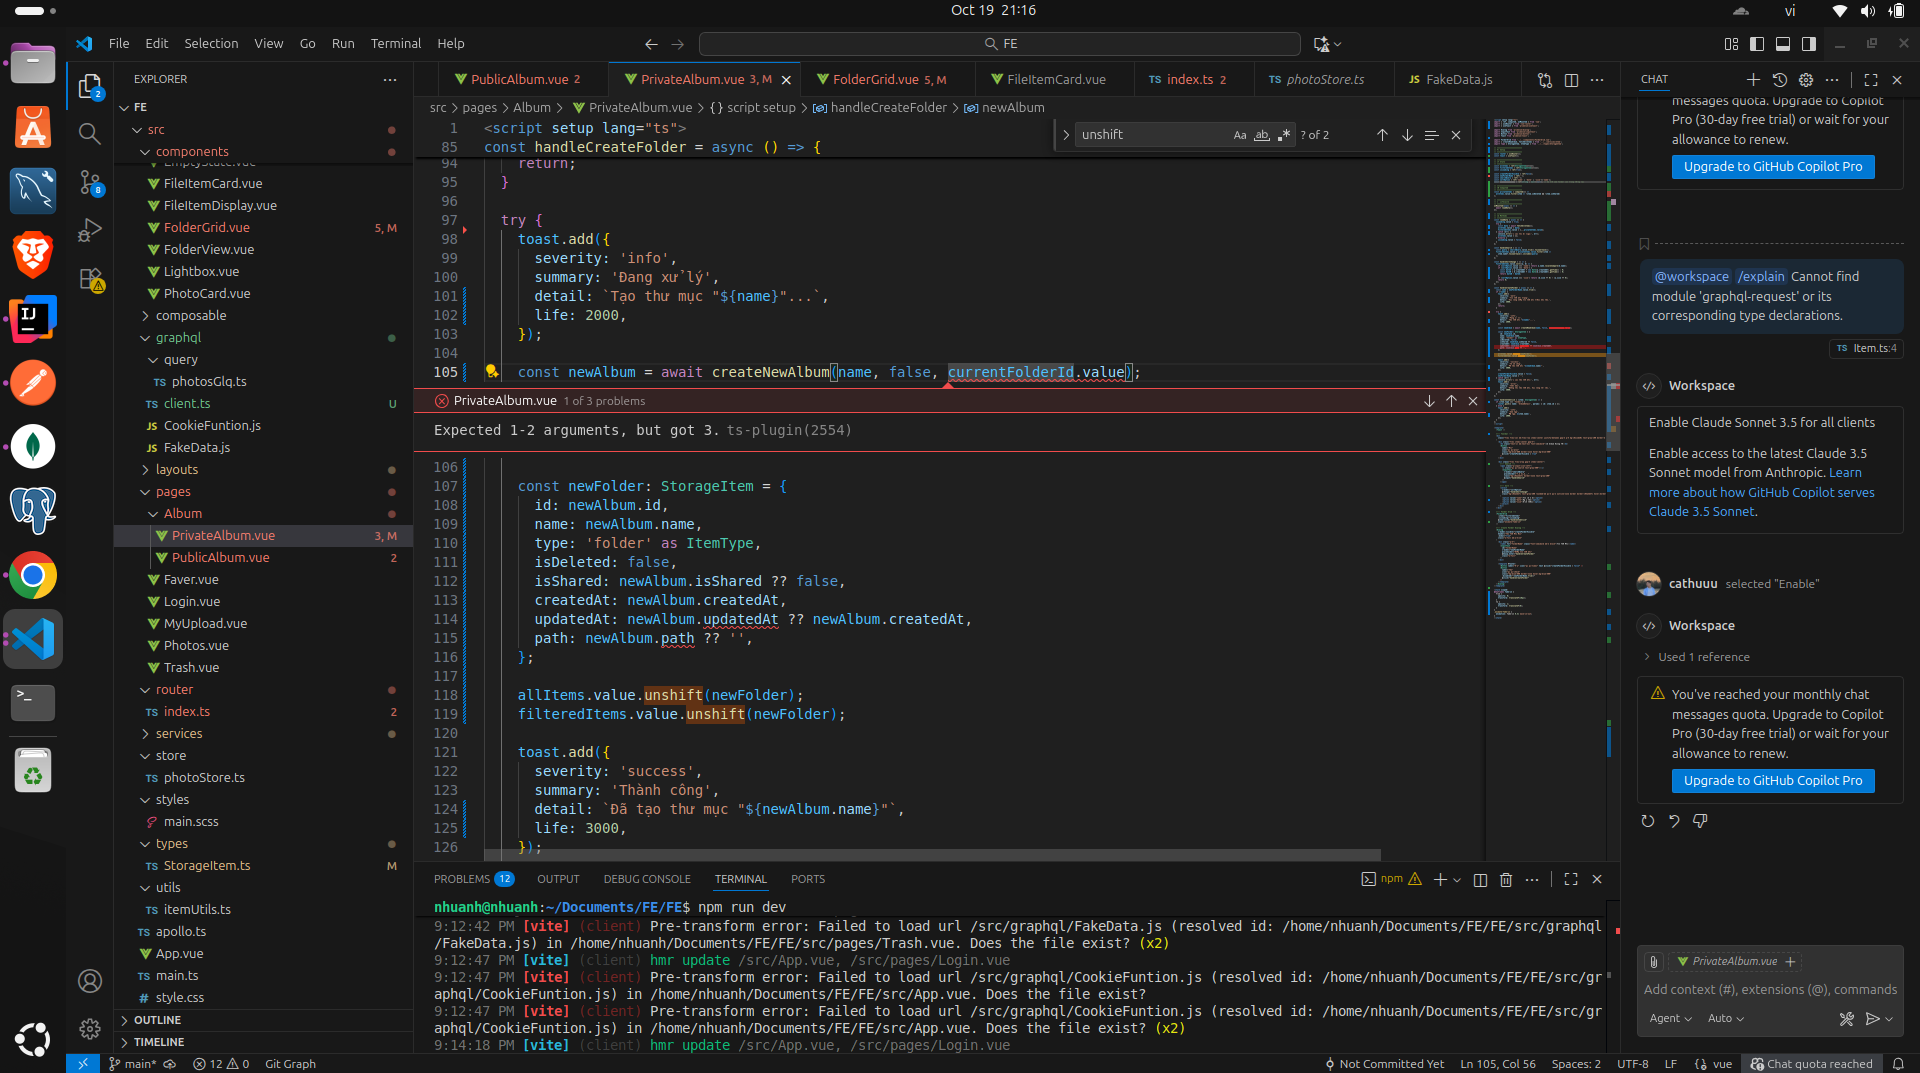 Oct 19 21:16
vi
File Edit Selection View Go Run Terminal Help
FE
EXPLORER
FE
src
components
EmptyState.vue
FileItemCard.vue
FileItemDisplay.vue
FolderGrid.vue 5, M
FolderView.vue
Lightbox.vue
PhotoCard.vue
composable
graphql
query
TS photosGlq.ts
TS client.ts U
JS CookieFuntion.js
JS FakeData.js
layouts
pages
Album
PrivateAlbum.vue 3, M
PublicAlbum.vue 2
Faver.vue
Login.vue
MyUpload.vue
Photos.vue
Trash.vue
router
TS index.ts 2
services
store
TS photoStore.ts
styles
main.scss
types
TS StorageItem.ts M
utils
TS itemUtils.ts
TS apollo.ts
App.vue
TS main.ts
# style.css
OUTLINE
TIMELINE
2
8
PublicAlbum.vue 2 PrivateAlbum.vue 3, M FolderGrid.vue 5, M FileItemCard.vue TS index.ts 2 TS photoStore.ts JS FakeData.js
src > pages > Album > PrivateAlbum.vue > {} script setup > handleCreateFolder > newAlbum
unshift Aa ab .* ? of 2
1 <script setup lang="ts">
85 const handleCreateFolder = async () => {
94 return;
95 }
96
97 try {
98 toast.add({
99 severity: 'info',
100 summary: 'Đang xử lý',
101 detail: `Tạo thư mục "${name}"...`,
102 life: 2000,
103 });
104
105 const newAlbum = await createNewAlbum(name, false, currentFolderId.value);
PrivateAlbum.vue 1 of 3 problems
Expected 1-2 arguments, but got 3. ts-plugin(2554)
106
107 const newFolder: StorageItem = {
108 id: newAlbum.id,
109 name: newAlbum.name,
110 type: 'folder' as ItemType,
111 isDeleted: false,
112 isShared: newAlbum.isShared ?? false,
113 createdAt: newAlbum.createdAt,
114 updatedAt: newAlbum.updatedAt ?? newAlbum.createdAt,
115 path: newAlbum.path ?? '',
116 };
117
118 allItems.value.unshift(newFolder);
119 filteredItems.value.unshift(newFolder);
120
121 toast.add({
122 severity: 'success',
123 summary: 'Thành công',
124 detail: `Đã tạo thư mục "${newAlbum.name}"`,
125 life: 3000,
126 });
PROBLEMS 12 OUTPUT DEBUG CONSOLE TERMINAL PORTS
npm
nhuanh@nhuanh:~/Documents/FE/FE$ npm run dev
9:12:42 PM [vite] (client) Pre-transform error: Failed to load url /src/graphql/FakeData.js (resolved id: /home/nhuanh/Documents/FE/FE/src/graphql
/FakeData.js) in /home/nhuanh/Documents/FE/FE/src/pages/Trash.vue. Does the file exist? (x2)
9:12:47 PM [vite] (client) hmr update /src/App.vue, /src/pages/Login.vue
9:12:47 PM [vite] (client) Pre-transform error: Failed to load url /src/graphql/CookieFuntion.js (resolved id: /home/nhuanh/Documents/FE/FE/src/gr
aphql/CookieFuntion.js) in /home/nhuanh/Documents/FE/FE/src/App.vue. Does the file exist?
9:12:47 PM [vite] (client) Pre-transform error: Failed to load url /src/graphql/CookieFuntion.js (resolved id: /home/nhuanh/Documents/FE/FE/src/gr
aphql/CookieFuntion.js) in /home/nhuanh/Documents/FE/FE/src/App.vue. Does the file exist? (x2)
9:14:18 PM [vite] (client) hmr update /src/App.vue, /src/pages/Login.vue
CHAT
messages quota. Upgrade to Copilot
Pro (30-day free trial) or wait for your
allowance to renew.
Upgrade to GitHub Copilot Pro
@workspace /explain Cannot find
module 'graphql-request' or its
corresponding type declarations.
TS Item.ts:4
Workspace
Enable Claude Sonnet 3.5 for all clients
Enable access to the latest Claude 3.5
Sonnet model from Anthropic. Learn
more about how GitHub Copilot serves
Claude 3.5 Sonnet.
cathuuu selected "Enable"
Workspace
Used 1 reference
You've reached your monthly chat
messages quota. Upgrade to Copilot
Pro (30-day free trial) or wait for your
allowance to renew.
Upgrade to GitHub Copilot Pro
PrivateAlbum.vue
Add context (#), extensions (@), commands
Agent Auto
main* 12 0 Git Graph
Not Committed Yet Ln 105, Col 56 Spaces: 2 UTF-8 LF {} vue Chat quota reached